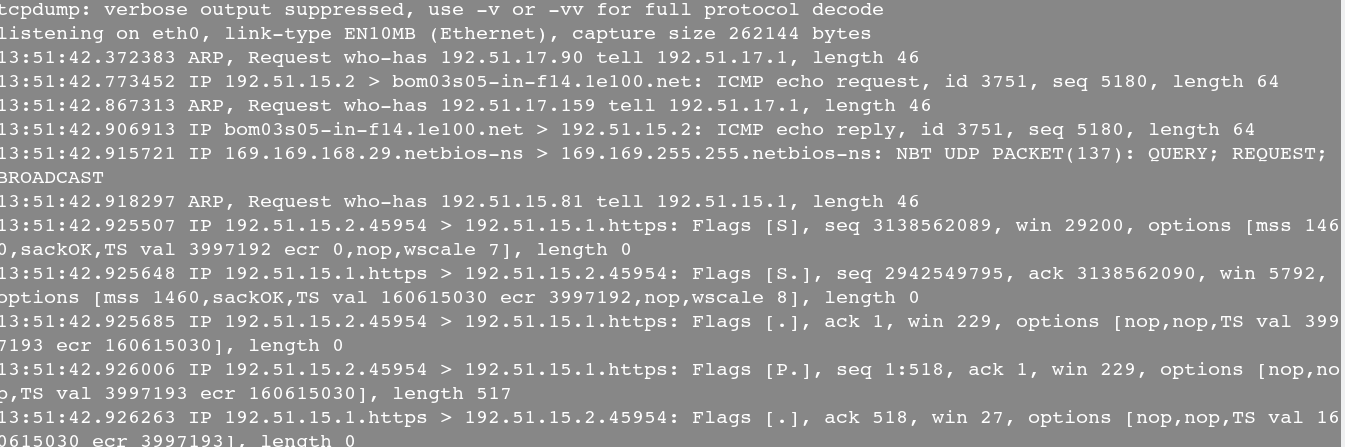 tcpdump: verbose output suppressed, use -v or -vv for full protocol decode
listening on eth0, link-type EN10MB (Ethernet), capture size 262144 bytes
13:51:42.372383 ARP, Request who-has 192.51.17.90 tell 192.51.17.1, length 46
13:51:42.773452 IP 192.51.15.2 > bom03s05-in-f14.1e100.net: ICMP echo request, id 3751, seq 5180, length 64
13:51:42.867313 ARP, Request who-has 192.51.17.159 tell 192.51.17.1, length 46
13:51:42.906913 IP bom03s05-in-f14.1e100.net > 192.51.15.2: ICMP echo reply, id 3751, seq 5180, length 64
13:51:42.915721 IP 169.169.168.29.netbios-ns > 169.169.255.255.netbios-ns: NBT UDP PACKET(137): QUERY; REQUEST;
BROADCAST
13:51:42.918297 ARP, Request who-has 192.51.15.81 tell 192.51.15.1, length 46
13:51:42.925507 IP 192.51.15.2.45954 > 192.51.15.1.https: Flags [S], seq 3138562089, win 29200, options [mss 146
0,sackOK,TS val 3997192 ecr 0,nop,wscale 7], length 0
13:51:42.925648 IP 192.51.15.1.https > 192.51.15.2.45954: Flags [S.], seq 2942549795, ack 3138562090, win 5792,
options [mss 1460,sackOK,TS val 160615030 ecr 3997192,nop,wscale 8], length 0
13:51:42.925685 IP 192.51.15.2.45954 > 192.51.15.1.https: Flags [.], ack 1, win 229, options [nop,nop,TS val 399
7193 ecr 160615030], length 0
13:51:42.926006 IP 192.51.15.2.45954 > 192.51.15.1.https: Flags [P.], seq 1:518, ack 1, win 229, options [nop,no
p,TS val 3997193 ecr 160615030], length 517
13:51:42.926263 IP 192.51.15.1.https > 192.51.15.2.45954: Flags [.], ack 518, win 27, options [nop,nop,TS val 16
0615030 ecr 3997193], length 0